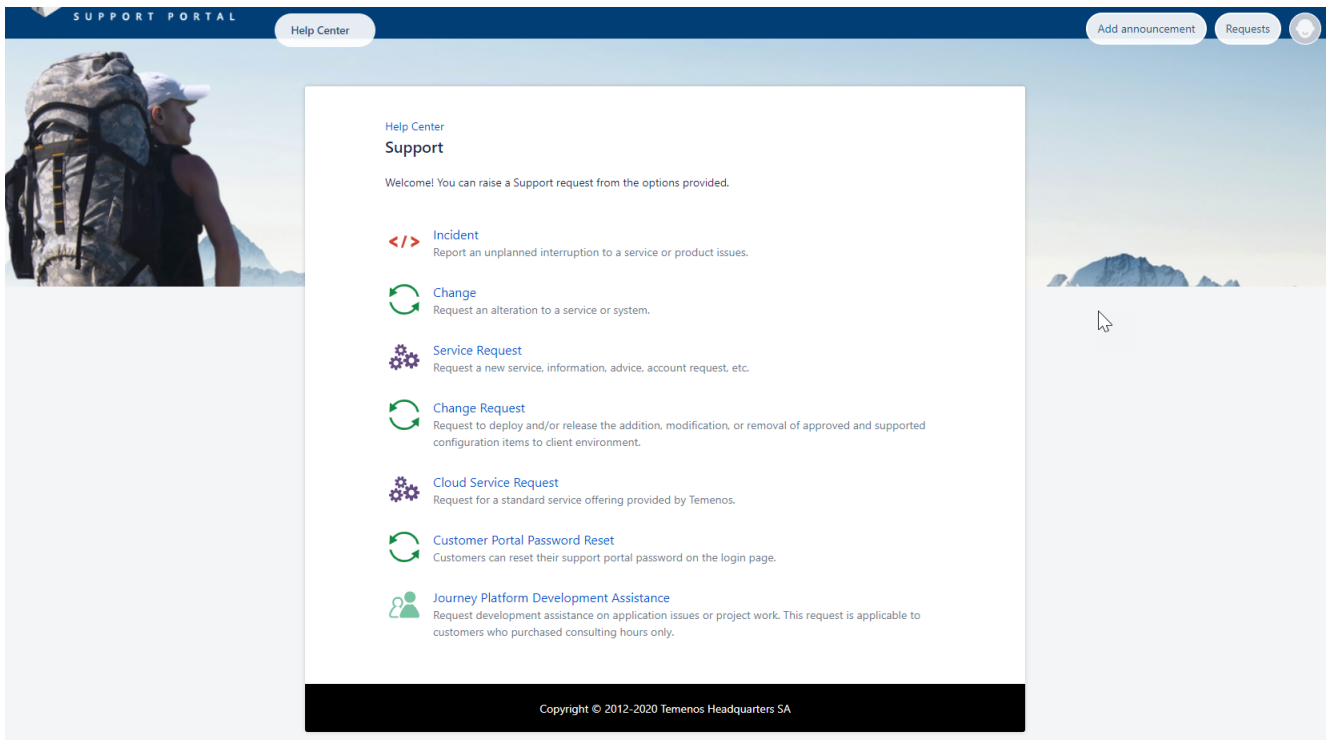 SUPPORT PORTAL
Help Center
Add announcement
Requests
Help Center
Support
Welcome! You can raise a Support request from the options provided.
</>
Incident
Report an unplanned interruption to a service or product issues.
Change
Request an alteration to a service or system.
Service Request
Request a new service, information, advice, account request, etc.
Change Request
Request to deploy and/or release the addition, modification, or removal of approved and supported
configuration items to client environment.
Cloud Service Request
Request for a standard service offering provided by Temenos.
Customer Portal Password Reset
Customers can reset their support portal password on the login page.
Journey Platform Development Assistance
Request development assistance on application issues or project work. This request is applicable to
customers who purchased consulting hours only.
Copyright © 2012-2020 Temenos Headquarters SA